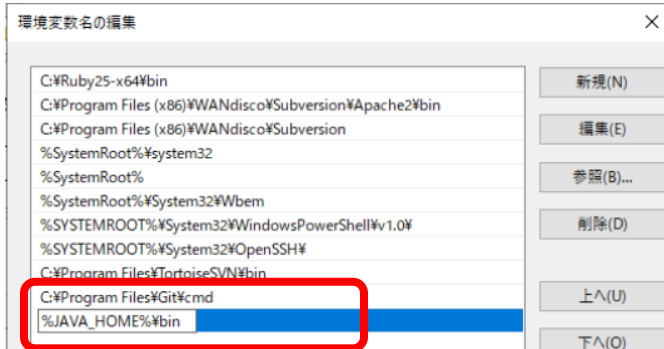 環境変数名の編集
C:¥Ruby25-x64¥bin
C:¥Program Files (x86)¥WANdisco¥Subversion¥Apache2¥bin
C:¥Program Files (x86)¥WANdisco¥Subversion
%SystemRoot%¥system32
%SystemRoot%
%SystemRoot%¥System32¥Wbem
%SYSTEMROOT%¥System32¥WindowsPowerShell¥v1.0¥
%SYSTEMROOT%¥System32¥OpenSSH¥
C:¥Program Files¥TortoiseSVN¥bin
C:¥Program Files¥Git¥cmd
%JAVA_HOME%¥bin
新規(N)
編集(E)
参照(B)...
削除(D)
上へ(U)
下へ(O)